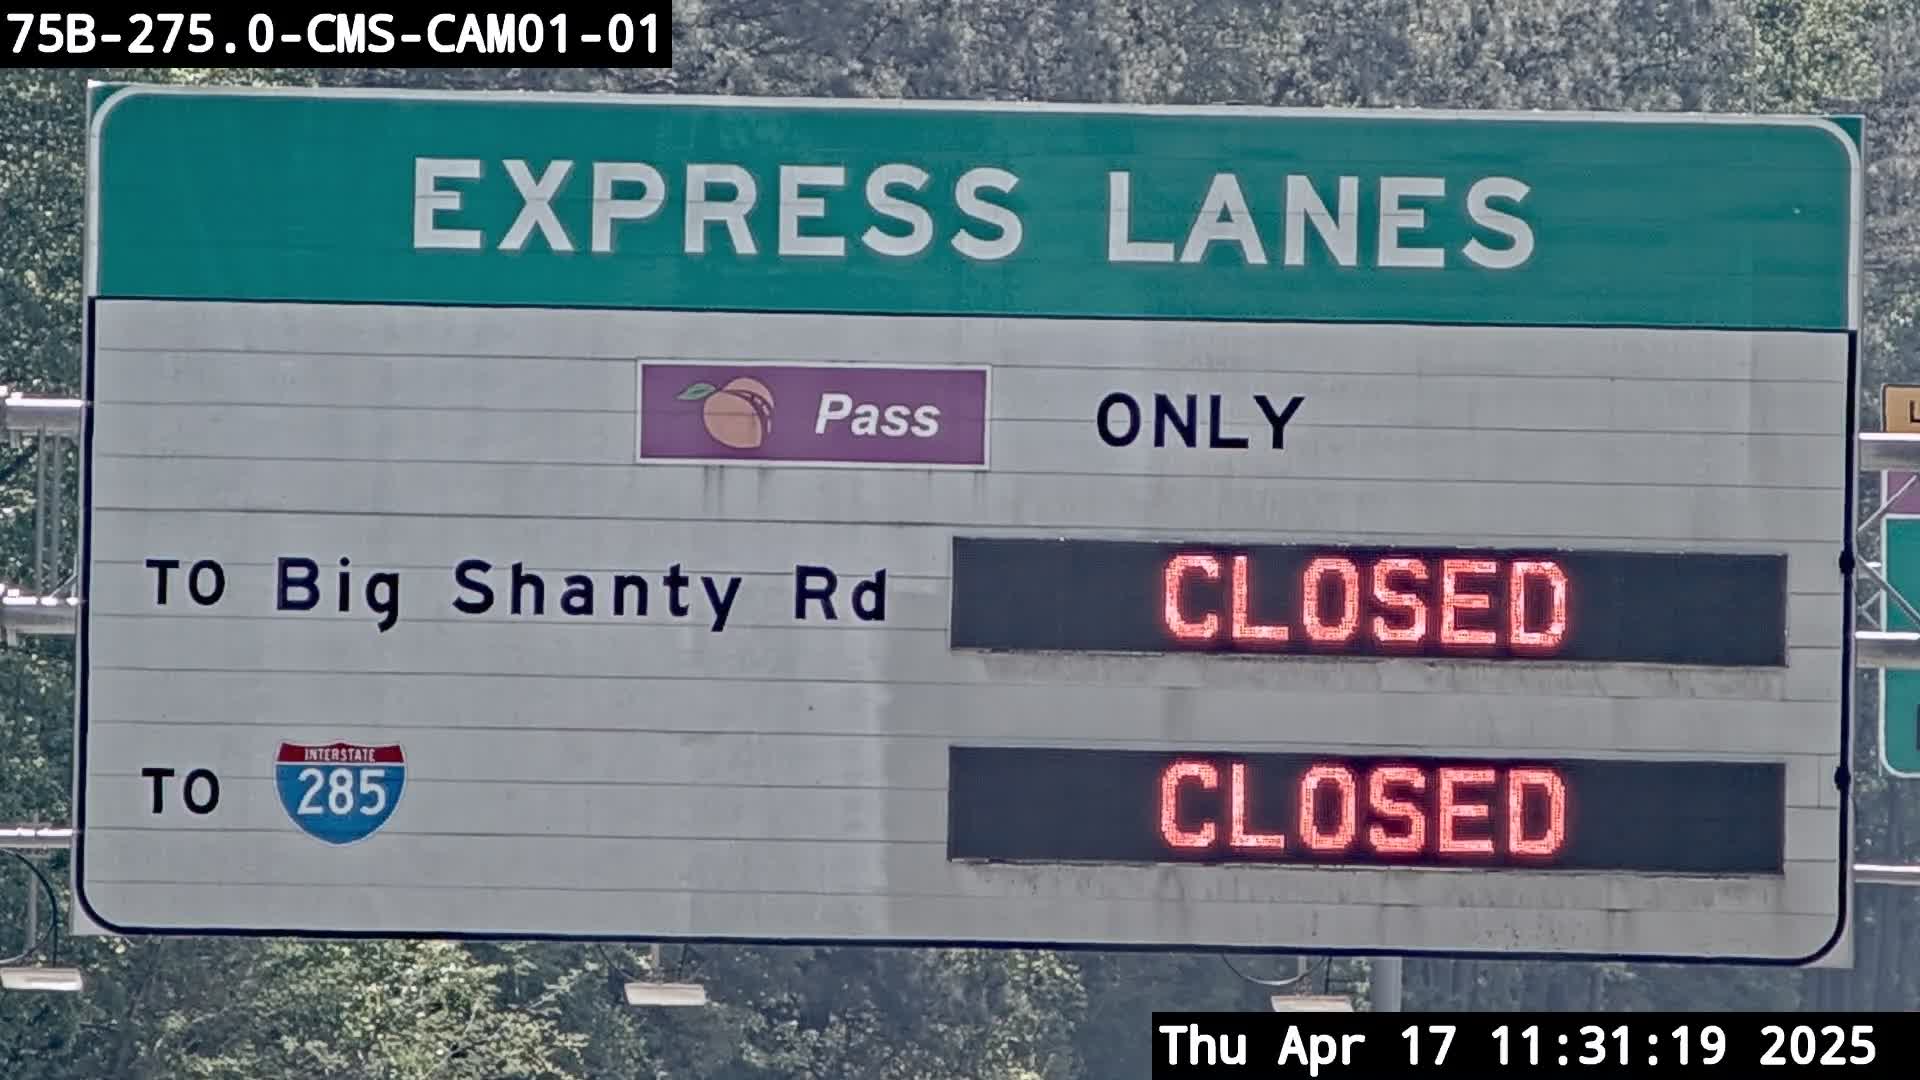 75B-275.0-CMS-CAM01-01
EXPRESS LANES
Pass ONLY
TO Big Shanty Rd CLOSED
TO INTERSTATE 285 CLOSED
Thu Apr 17 11:31:19 2025